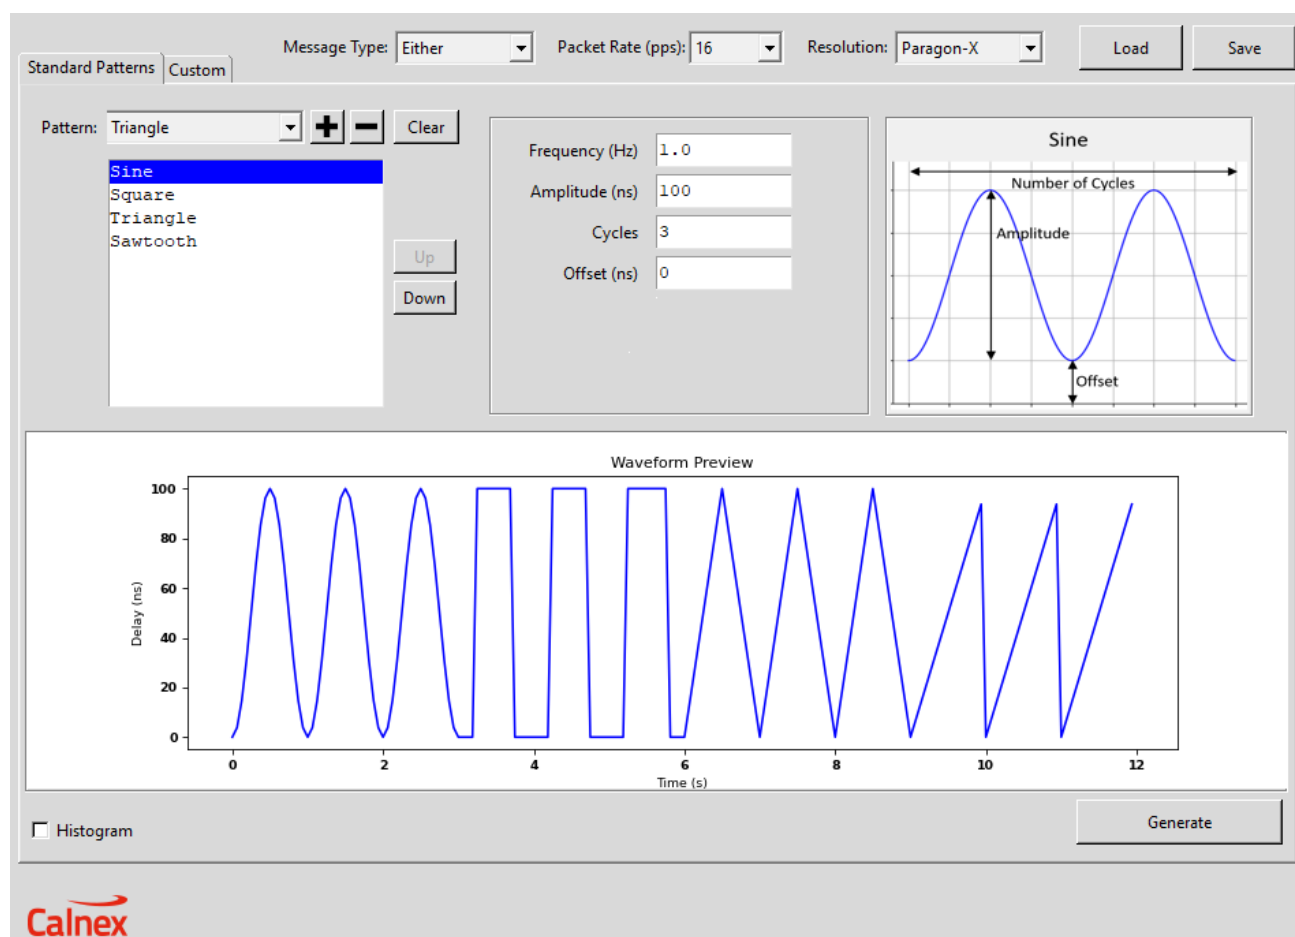 Message Type: Either Packet Rate (pps): 16 Resolution: Paragon-X Load Save
Standard Patterns Custom
Pattern: Triangle + − Clear
Sine
Square
Triangle
Sawtooth
Up
Down
Frequency (Hz) 1.0
Amplitude (ns) 100
Cycles 3
Offset (ns) 0
Sine
Number of Cycles
Amplitude
Offset
Waveform Preview
100
80
60
40
20
0
Delay (ns)
0 2 4 6 8 10 12
Time (s)
Histogram
Generate
Calnex